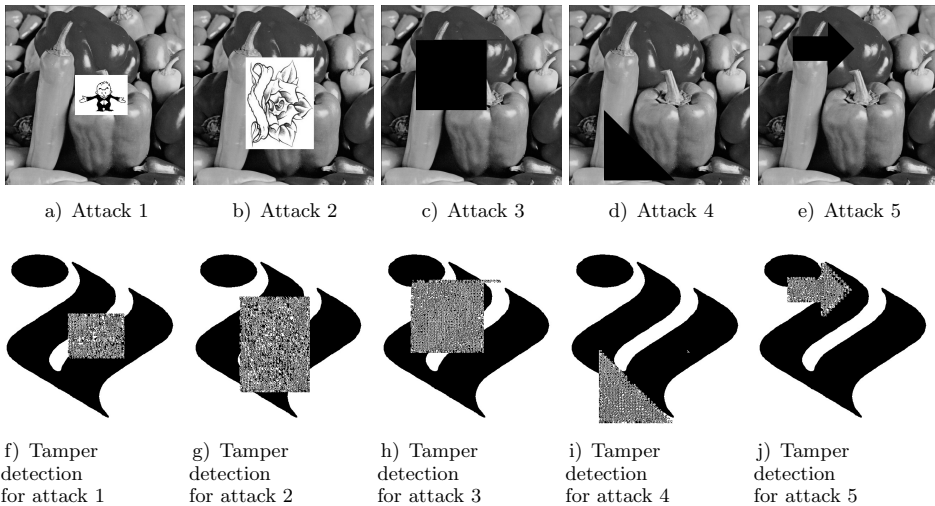 a) Attack 1
b) Attack 2
c) Attack 3
d) Attack 4
e) Attack 5
f) Tamper
detection
for attack 1
g) Tamper
detection
for attack 2
h) Tamper
detection
for attack 3
i) Tamper
detection
for attack 4
j) Tamper
detection
for attack 5